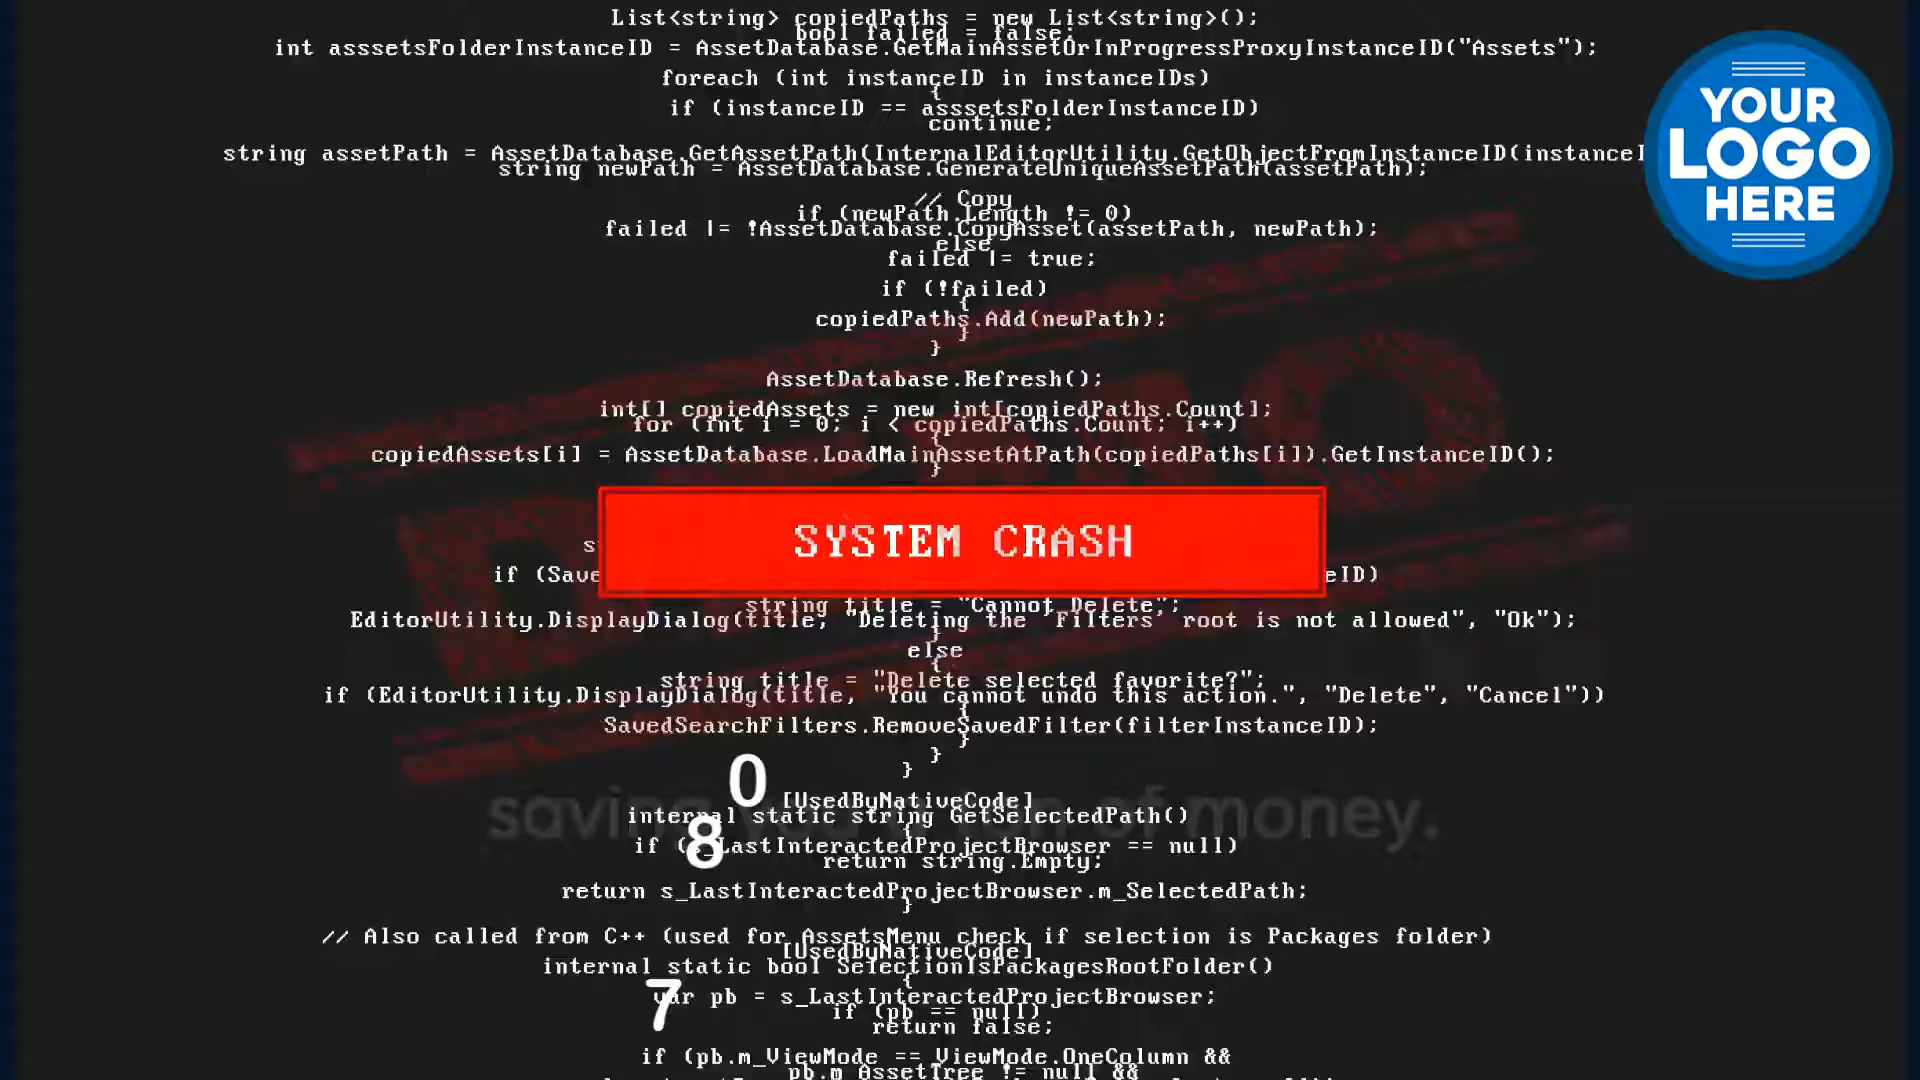 List<string> copiedPaths = new List<string>();
bool failed = false;
int asssetsFolderInstanceID = AssetDatabase.GetMainAssetOrInProgressProxyInstanceID("Assets");
foreach (int instanceID in instanceIDs)
{
if (instanceID == asssetsFolderInstanceID)
continue;
string assetPath = AssetDatabase.GetAssetPath(InternalEditorUtility.GetObjectFromInstanceID(instanceI
string newPath = AssetDatabase.GenerateUniqueAssetPath(assetPath);
YOUR
LOGO
HERE
// Copy
if (newPath.Length != 0)
failed |= !AssetDatabase.CopyAsset(assetPath, newPath);
else
failed |= true;
if (!failed)
{
copiedPaths.Add(newPath);
}
}
AssetDatabase.Refresh();
int[] copiedAssets = new int[copiedPaths.Count];
for (int i = 0; i < copiedPaths.Count; i++)
{
copiedAssets[i] = AssetDatabase.LoadMainAssetAtPath(copiedPaths[i]).GetInstanceID();
}
DEMO
SYSTEM CRASH
s
if (Save eID)
string title = "Cannot Delete";
EditorUtility.DisplayDialog(title, "Deleting the 'Filters' root is not allowed", "Ok");
}
else
{
string title = "Delete selected favorite?";
if (EditorUtility.DisplayDialog(title, "You cannot undo this action.", "Delete", "Cancel"))
{
SavedSearchFilters.RemoveSavedFilter(filterInstanceID);
}
}
}
0
[UsedByNativeCode]
saving you a ton of money.
internal static string GetSelectedPath()
{
8
if (s_LastInteractedProjectBrowser == null)
return string.Empty;
return s_LastInteractedProjectBrowser.m_SelectedPath;
}
// Also called from C++ (used for AssetsMenu check if selection is Packages folder)
[UsedByNativeCode]
internal static bool SelectionIsPackagesRootFolder()
{
7
var pb = s_LastInteractedProjectBrowser;
if (pb == null)
return false;
if (pb.m_ViewMode == ViewMode.OneColumn &&
pb.m_AssetTree != null &&